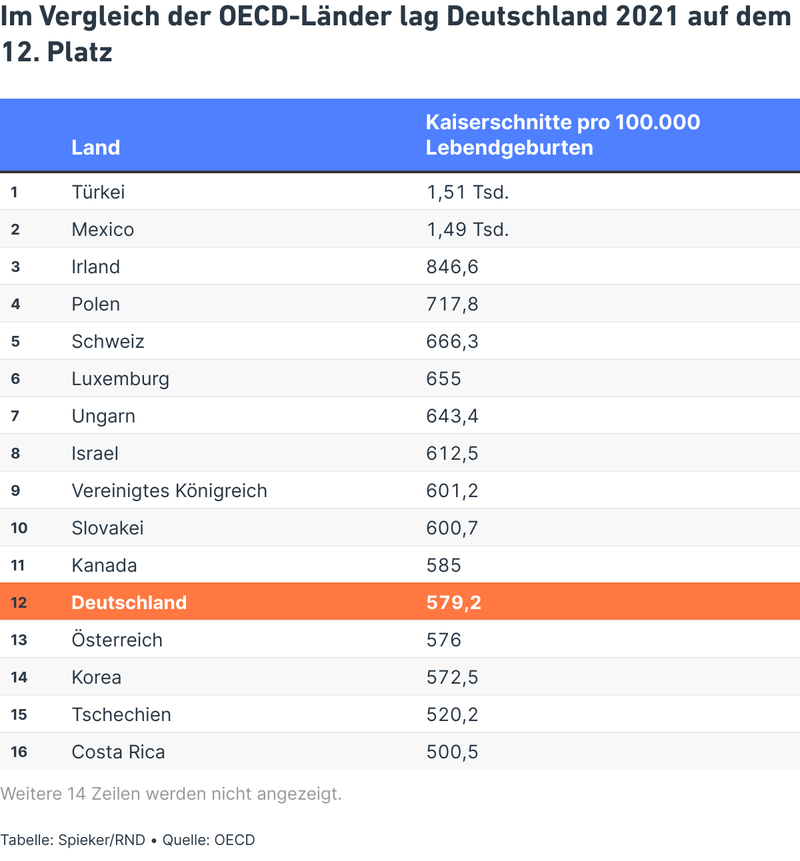 Im Vergleich der OECD-Länder lag Deutschland 2021 auf dem
12. Platz
Land
Kaiserschnitte pro 100.000
Lebendgeburten
1 Türkei 1,51 Tsd.
2 Mexico 1,49 Tsd.
3 Irland 846,6
4 Polen 717,8
5 Schweiz 666,3
6 Luxemburg 655
7 Ungarn 643,4
8 Israel 612,5
9 Vereinigtes Königreich 601,2
10 Slovakei 600,7
11 Kanada 585
12 Deutschland 579,2
13 Österreich 576
14 Korea 572,5
15 Tschechien 520,2
16 Costa Rica 500,5
Weitere 14 Zeilen werden nicht angezeigt.
Tabelle: Spieker/RND • Quelle: OECD